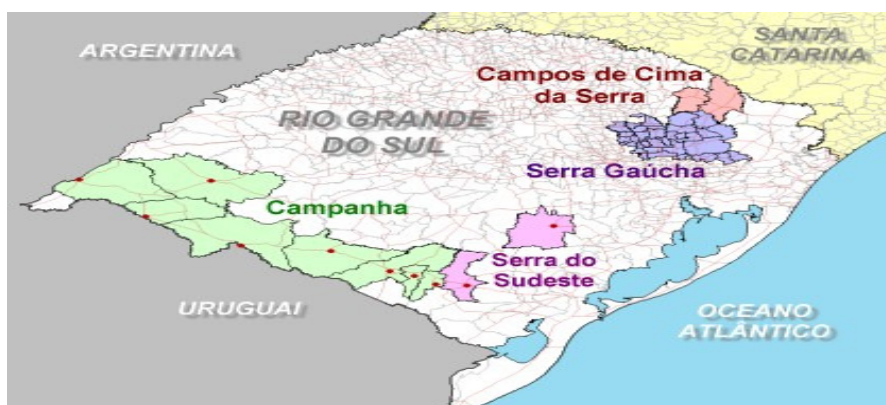 ARGENTINA
SANTA
CATARINA
Campos de Cima
da Serra
RIO GRANDE
DO SUL
Serra Gaúcha
Campanha
Serra do
Sudeste
URUGUAI
OCEANO
ATLÂNTICO